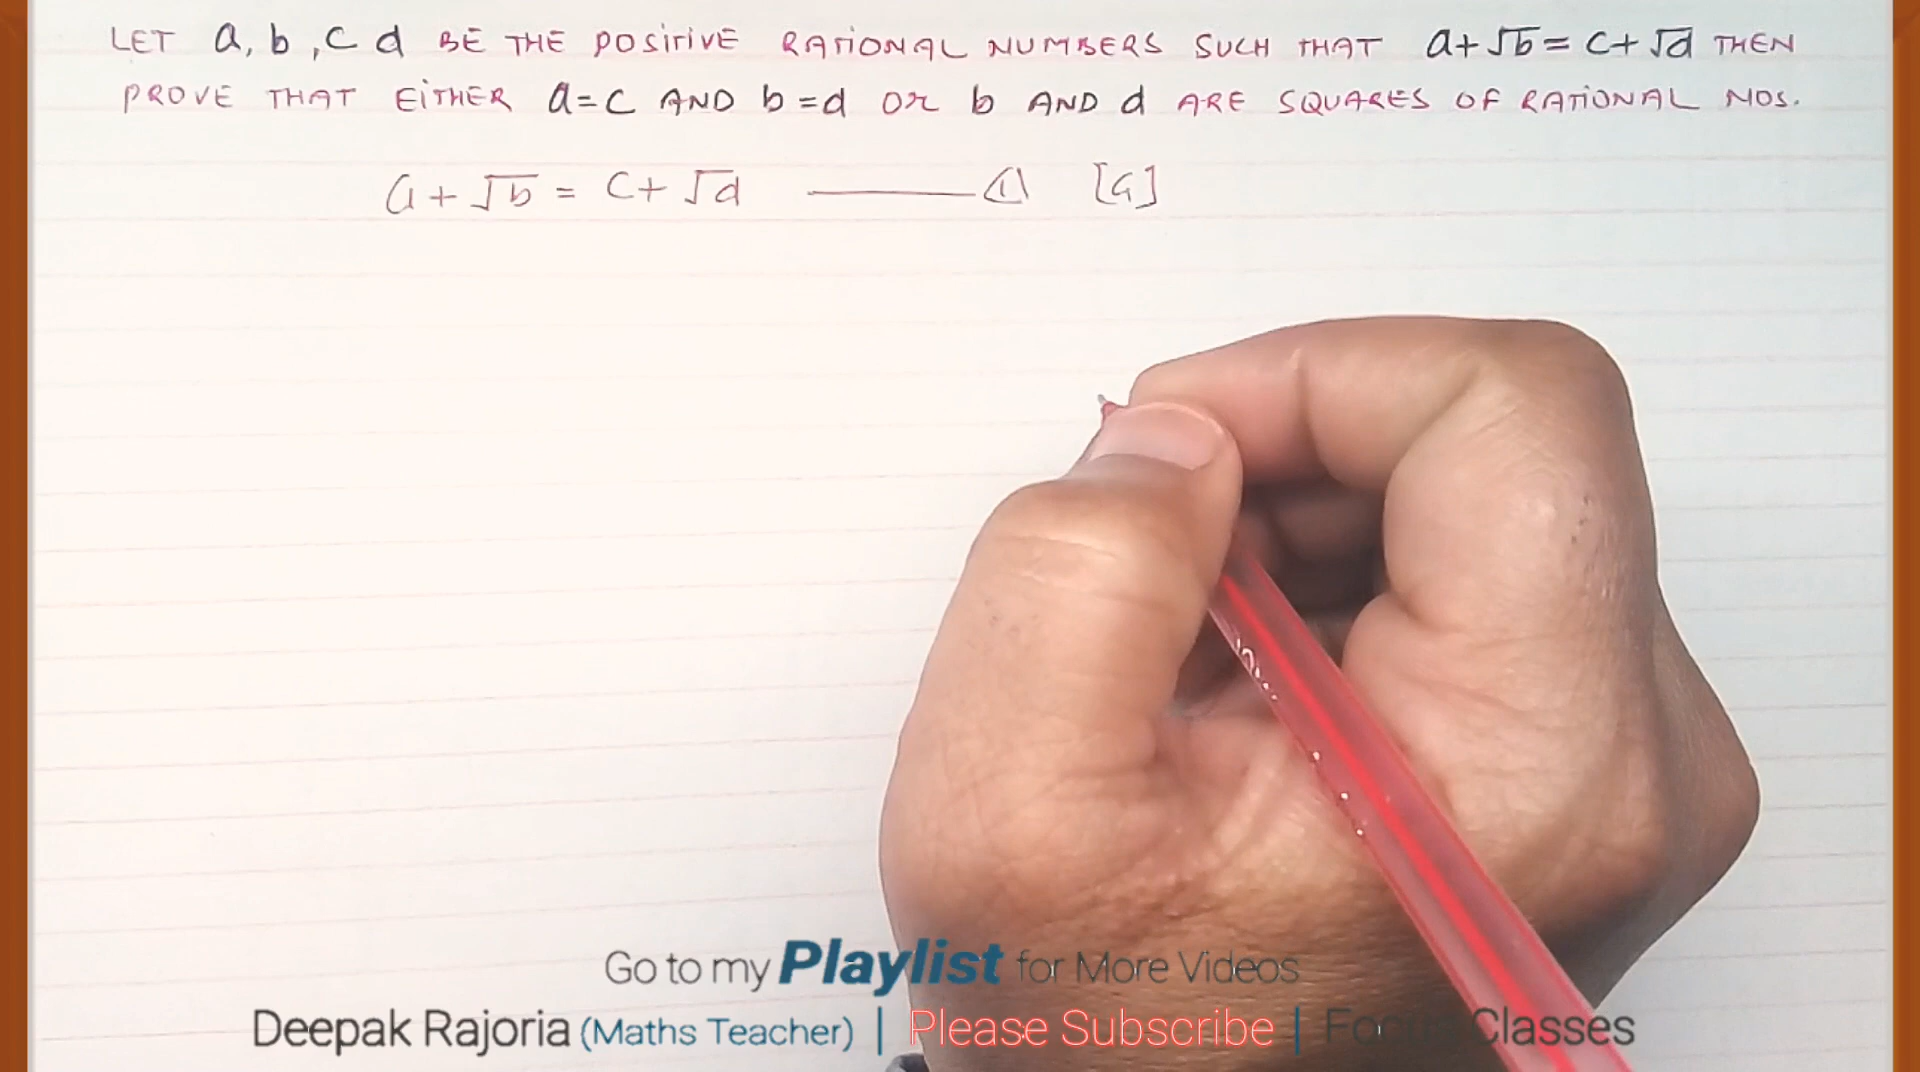 LET a, b, c d BE THE POSITIVE RATIONAL NUMBERS SUCH THAT a+√b = c+√d THEN
PROVE THAT EITHER a=c AND b=d Or b AND d ARE SQUARES OF RATIONAL NOS.
a+√b = c+√d ——— ① [G]
Go to my Playlist for More Videos
Deepak Rajoria (Maths Teacher) | Please Subscribe | Classes